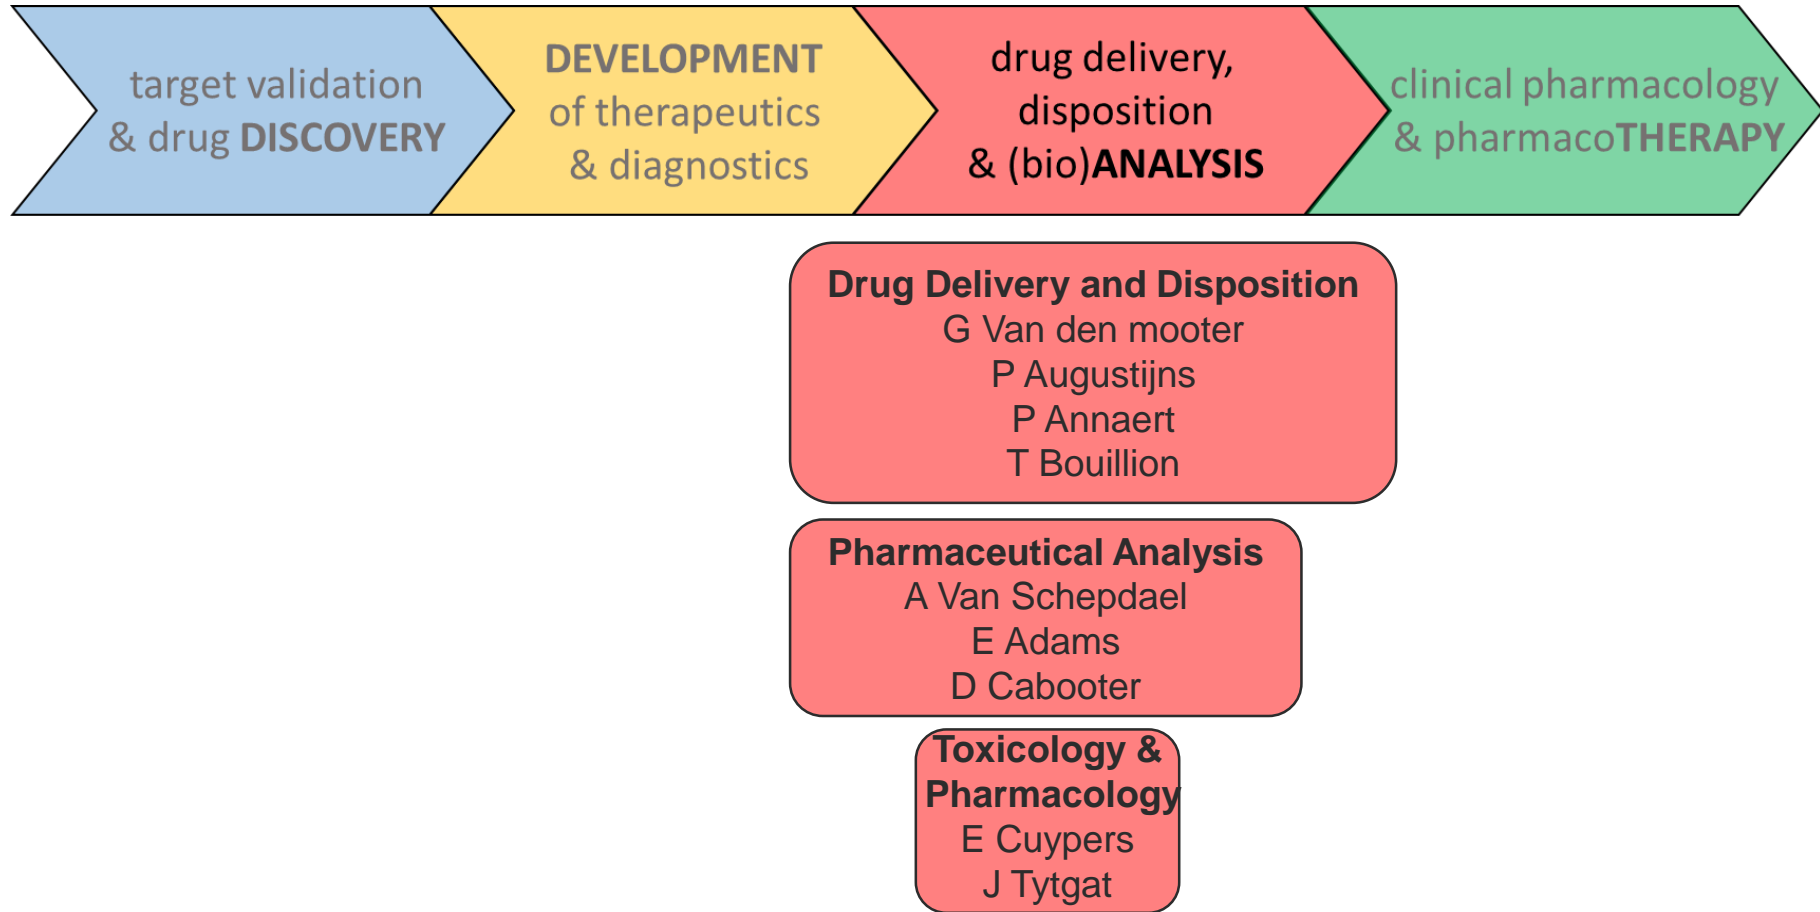 target validation
& drug DISCOVERY
DEVELOPMENT
of therapeutics
& diagnostics
drug delivery,
disposition
& (bio)ANALYSIS
clinical pharmacology
& pharmacoTHERAPY
Drug Delivery and Disposition
G Van den mooter
P Augustijns
P Annaert
T Bouillion
Pharmaceutical Analysis
A Van Schepdael
E Adams
D Cabooter
Toxicology &
Pharmacology
E Cuypers
J Tytgat